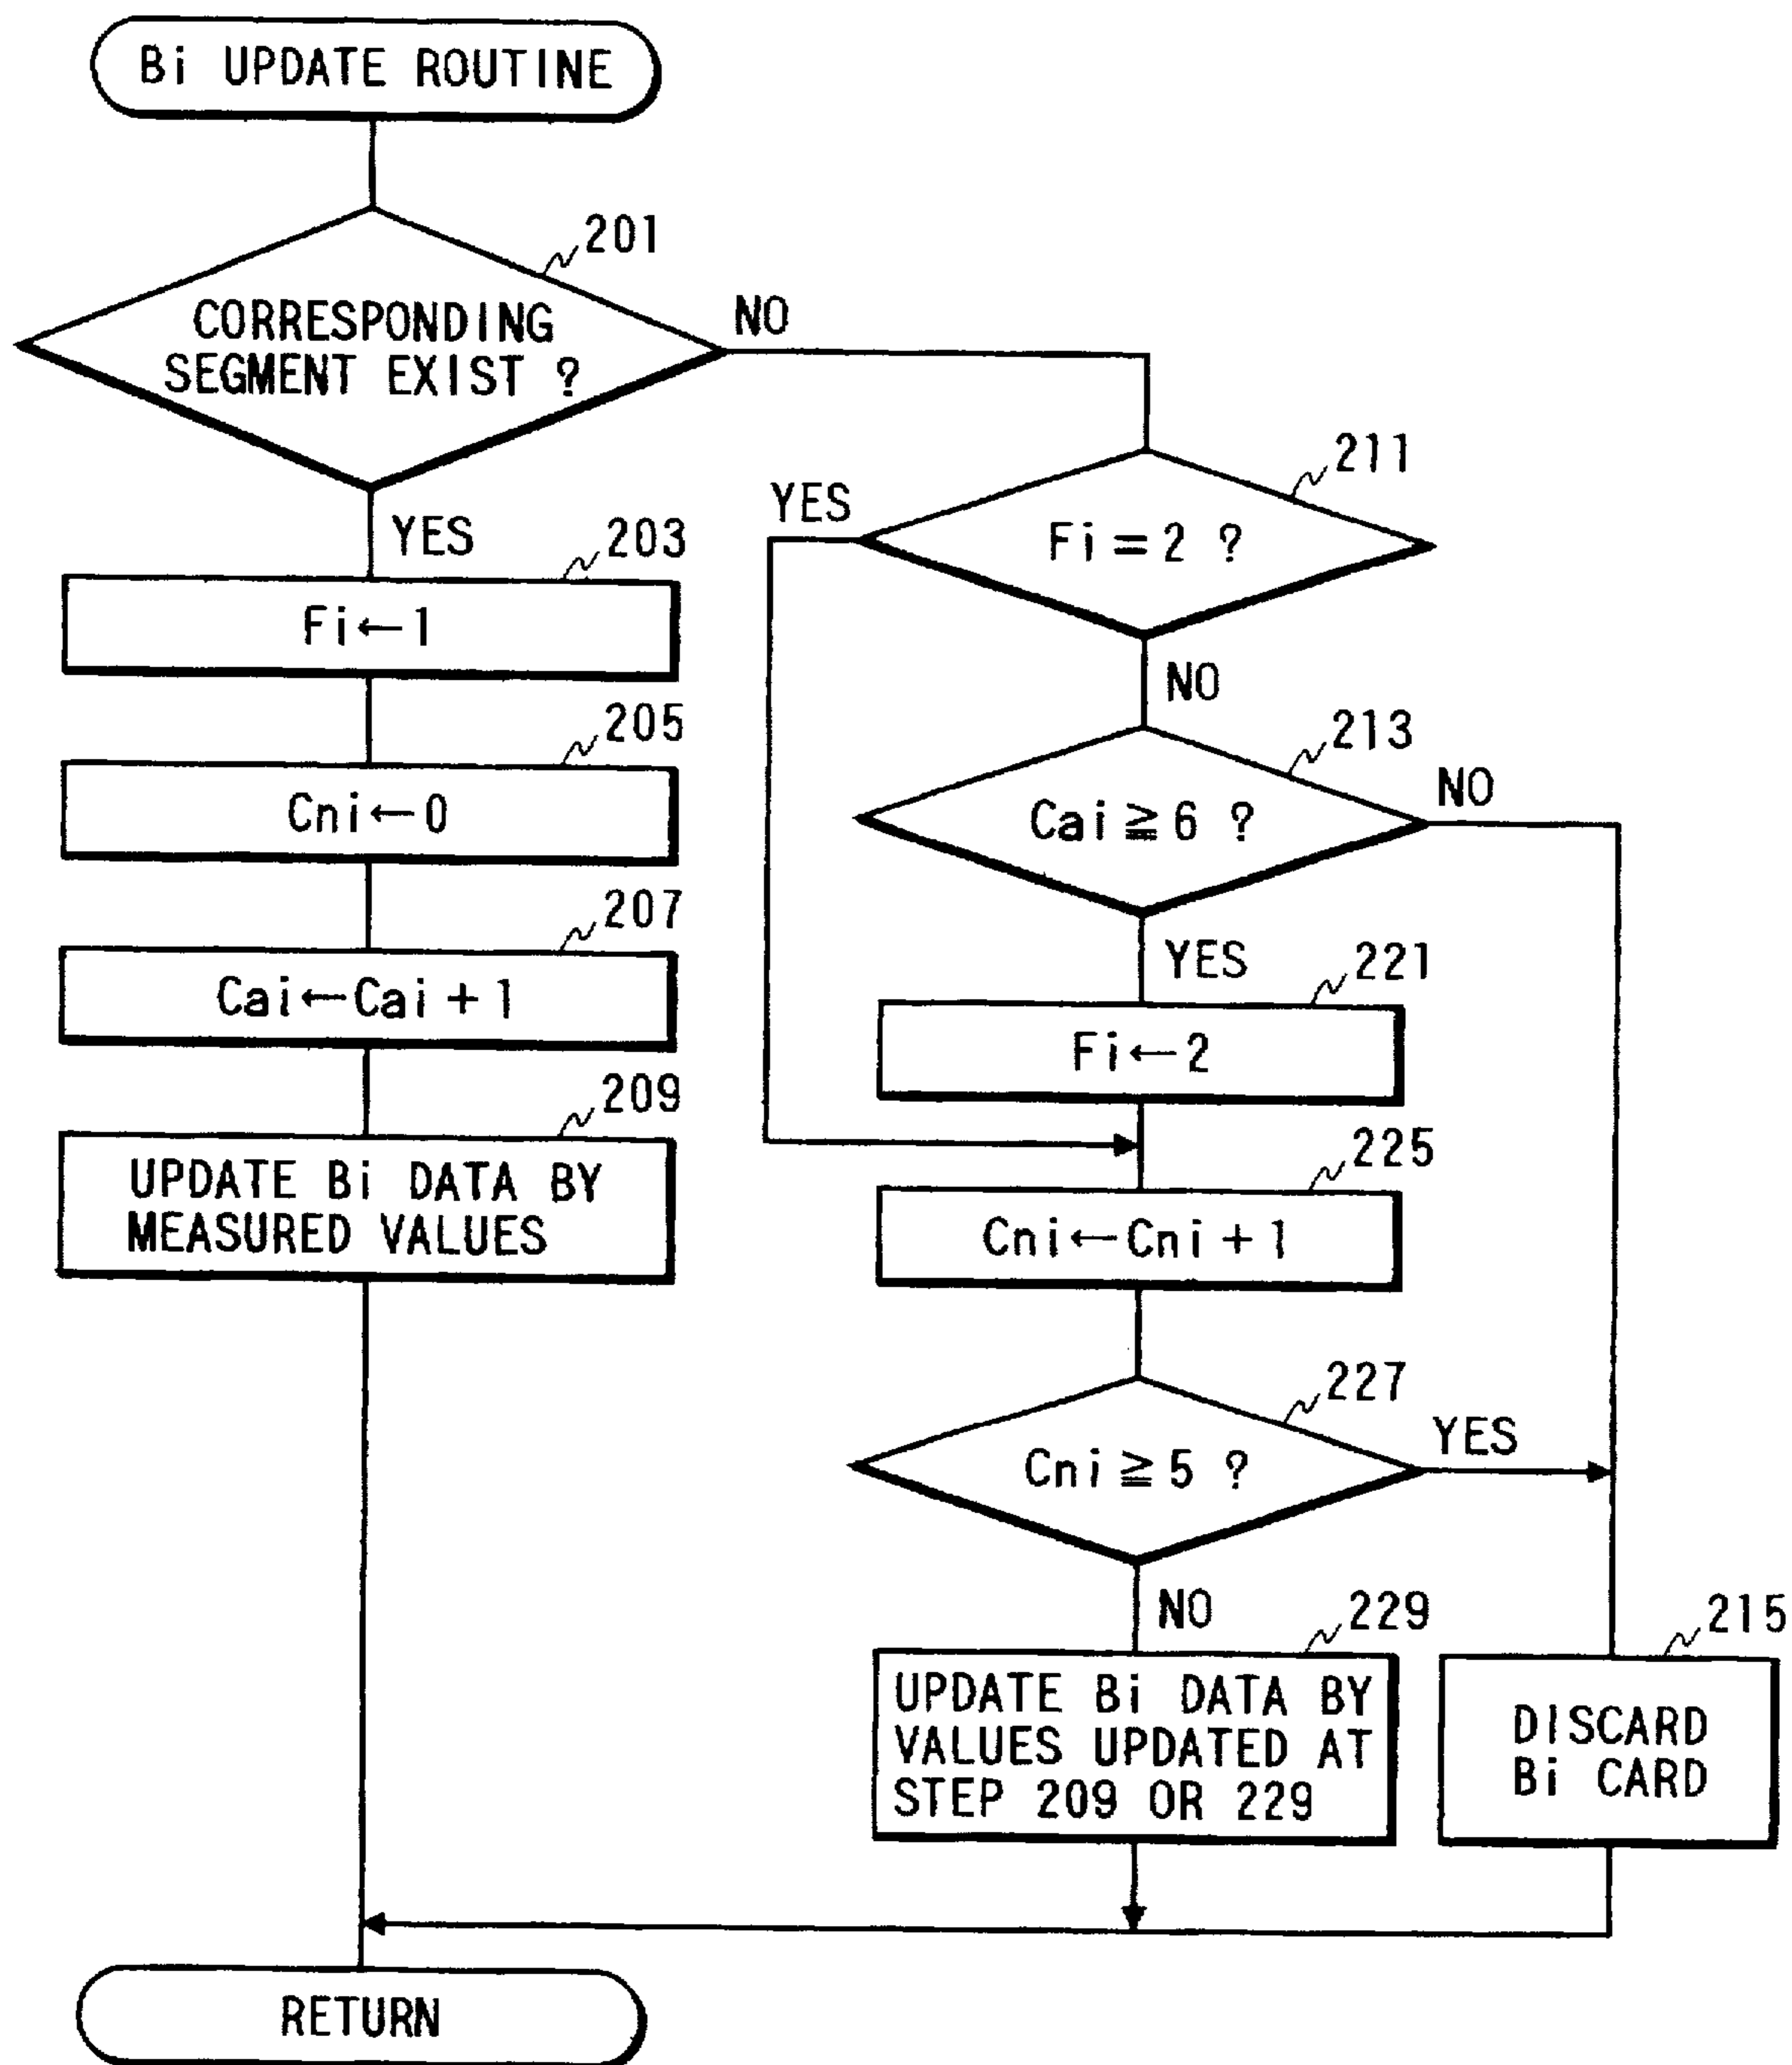 Bi UPDATE ROUTINE
201
CORRESPONDING
SEGMENT EXIST ?
NO
YES
203
Fi←1
205
Cni←0
207
Cai←Cai+1
209
UPDATE Bi DATA BY
MEASURED VALUES
211
YES
Fi=2 ?
NO
213
Cai≧6 ?
NO
YES
221
Fi←2
225
Cni←Cni+1
227
Cni≧5 ?
YES
NO
229
UPDATE Bi DATA BY
VALUES UPDATED AT
STEP 209 OR 229
215
DISCARD
Bi CARD
RETURN